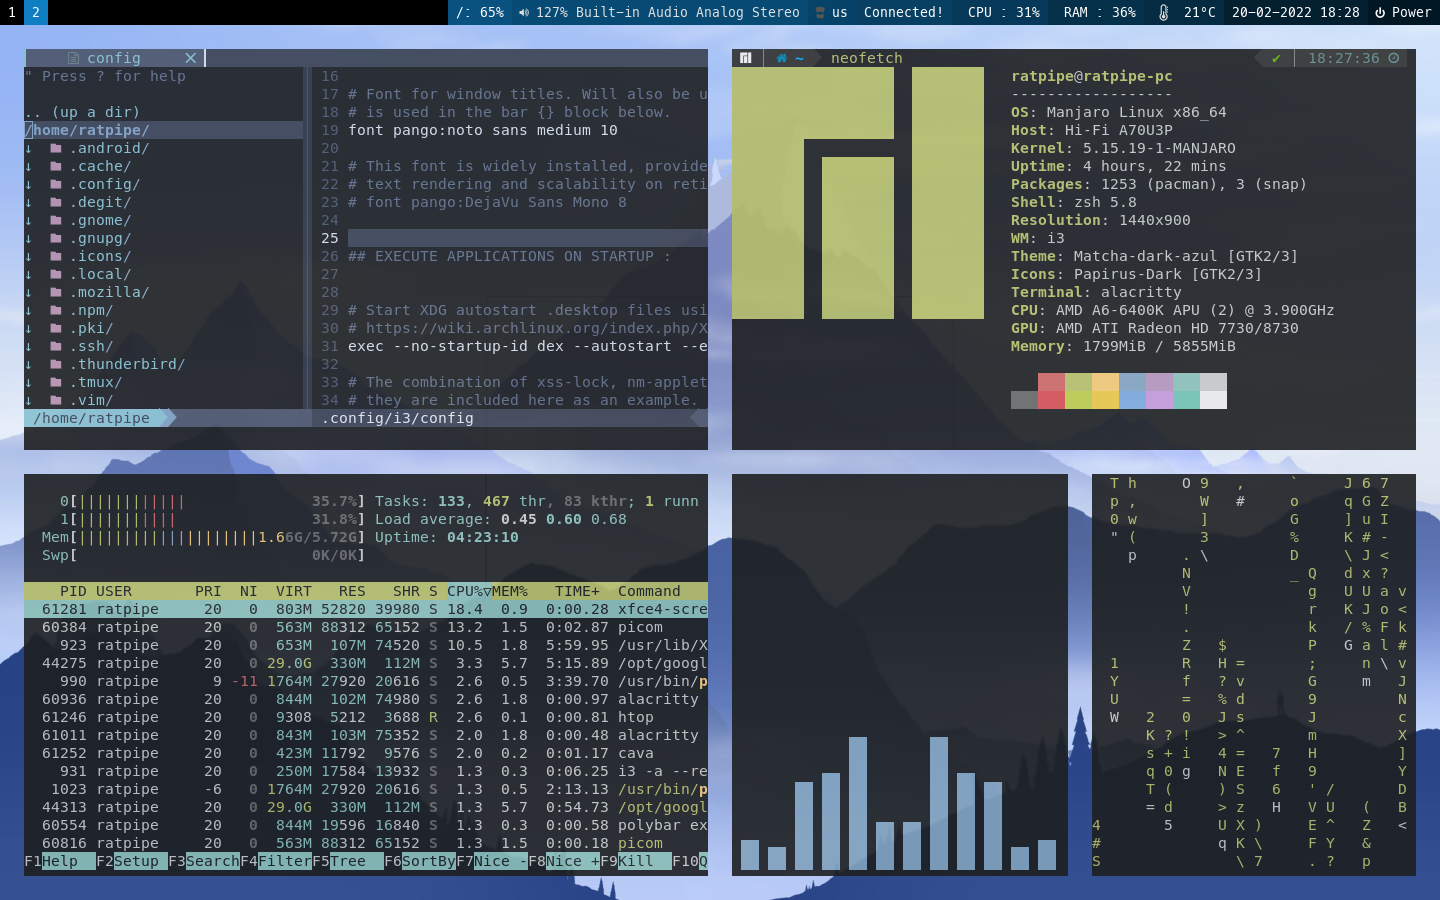 1 2 /: 65% 127% Built-in Audio Analog Stereo us Connected! CPU : 31% RAM : 36% 21°C 20-02-2022 18:28 Power
config
" Press ? for help
.. (up a dir)
/home/ratpipe/
↓ .android/
↓ .cache/
↓ .config/
↓ .degit/
↓ .gnome/
↓ .gnupg/
↓ .icons/
↓ .local/
↓ .mozilla/
↓ .npm/
↓ .pki/
↓ .ssh/
↓ .thunderbird/
↓ .tmux/
↓ .vim/
/home/ratpipe
16
17 # Font for window titles. Will also be u
18 # is used in the bar {} block below.
19 font pango:noto sans medium 10
20
21 # This font is widely installed, provide
22 # text rendering and scalability on reti
23 # font pango:DejaVu Sans Mono 8
24
25
26 ## EXECUTE APPLICATIONS ON STARTUP :
27
28
29 # Start XDG autostart .desktop files usi
30 # https://wiki.archlinux.org/index.php/X
31 exec --no-startup-id dex --autostart --e
32
33 # The combination of xss-lock, nm-applet
34 # they are included here as an example.
.config/i3/config
~ neofetch ✔ 18:27:36
ratpipe@ratpipe-pc
------------------
OS: Manjaro Linux x86_64
Host: Hi-Fi A70U3P
Kernel: 5.15.19-1-MANJARO
Uptime: 4 hours, 22 mins
Packages: 1253 (pacman), 3 (snap)
Shell: zsh 5.8
Resolution: 1440x900
WM: i3
Theme: Matcha-dark-azul [GTK2/3]
Icons: Papirus-Dark [GTK2/3]
Terminal: alacritty
CPU: AMD A6-6400K APU (2) @ 3.900GHz
GPU: AMD ATI Radeon HD 7730/8730
Memory: 1799MiB / 5855MiB
0[||||||||||||35.7%] Tasks: 133, 467 thr, 83 kthr; 1 runn
1[|||||||||||31.8%] Load average: 0.45 0.60 0.68
Mem[||||||||||||||||||||1.66G/5.72G] Uptime: 04:23:10
Swp[0K/0K]
PID USER PRI NI VIRT RES SHR S CPU%▽MEM% TIME+ Command
61281 ratpipe 20 0 803M 52820 39980 S 18.4 0.9 0:00.28 xfce4-scre
60384 ratpipe 20 0 563M 88312 65152 S 13.2 1.5 0:02.87 picom
923 ratpipe 20 0 653M 107M 74520 S 10.5 1.8 5:59.95 /usr/lib/X
44275 ratpipe 20 0 29.0G 330M 112M S 3.3 5.7 5:15.89 /opt/googl
990 ratpipe 9 -11 1764M 27920 20616 S 2.6 0.5 3:39.70 /usr/bin/p
60936 ratpipe 20 0 844M 102M 74980 S 2.6 1.8 0:00.97 alacritty
61246 ratpipe 20 0 9308 5212 3688 R 2.6 0.1 0:00.81 htop
61011 ratpipe 20 0 843M 103M 75352 S 2.0 1.8 0:00.48 alacritty
61252 ratpipe 20 0 423M 11792 9576 S 2.0 0.2 0:01.17 cava
931 ratpipe 20 0 250M 17584 13932 S 1.3 0.3 0:06.25 i3 -a --re
1023 ratpipe -6 0 1764M 27920 20616 S 1.3 0.5 2:13.13 /usr/bin/p
44313 ratpipe 20 0 29.0G 330M 112M S 1.3 5.7 0:54.73 /opt/googl
60554 ratpipe 20 0 844M 19596 16840 S 1.3 0.3 0:00.58 polybar ex
60816 ratpipe 20 0 563M 88312 65152 S 1.3 1.5 0:00.18 picom
F1Help F2Setup F3SearchF4FilterF5Tree F6SortByF7Nice -F8Nice +F9Kill F10Q
T h O 9 , ` J 6 7
p , W # o q G Z
0 w ] G ] u I
" ( 3 % K # -
p . \ D \ J <
N _ Q d x ?
V g U U a v
! r K J o <
. k / % F k
Z $ P G a l #
1 R H = ; n \ v
Y f ? v G m J
U = % d 9 N
W 2 0 J s J c
K ? ! > ^ m X
s + i 4 = 7 H ]
q 0 g N E f 9 Y
T ( ) S 6 ' / D
= d > z H V U ( B
4 5 U X ) E ^ Z <
# q K \ F Y &
S \ 7 . ? p